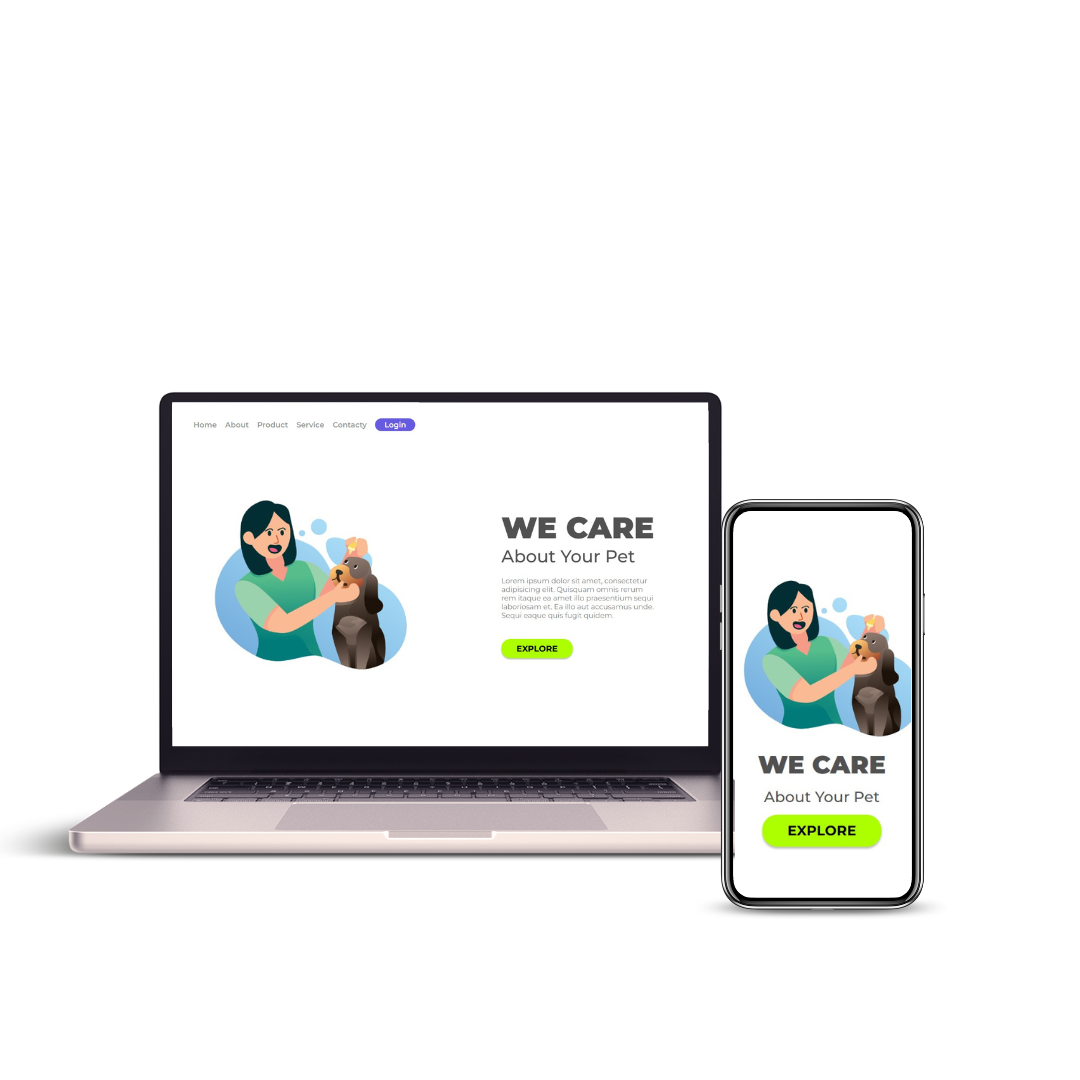 Home About Product Service Contacty Login
WE CARE
About Your Pet
Lorem ipsum dolor sit amet, consectetur
adipisicing elit. Quisquam omnis rerum
rem itaque ea amet illo praesentium sequi
laboriosam et. Ea illo aut accusamus unde.
Sequi eaque quis fugit quidem.
EXPLORE
WE CARE
About Your Pet
EXPLORE